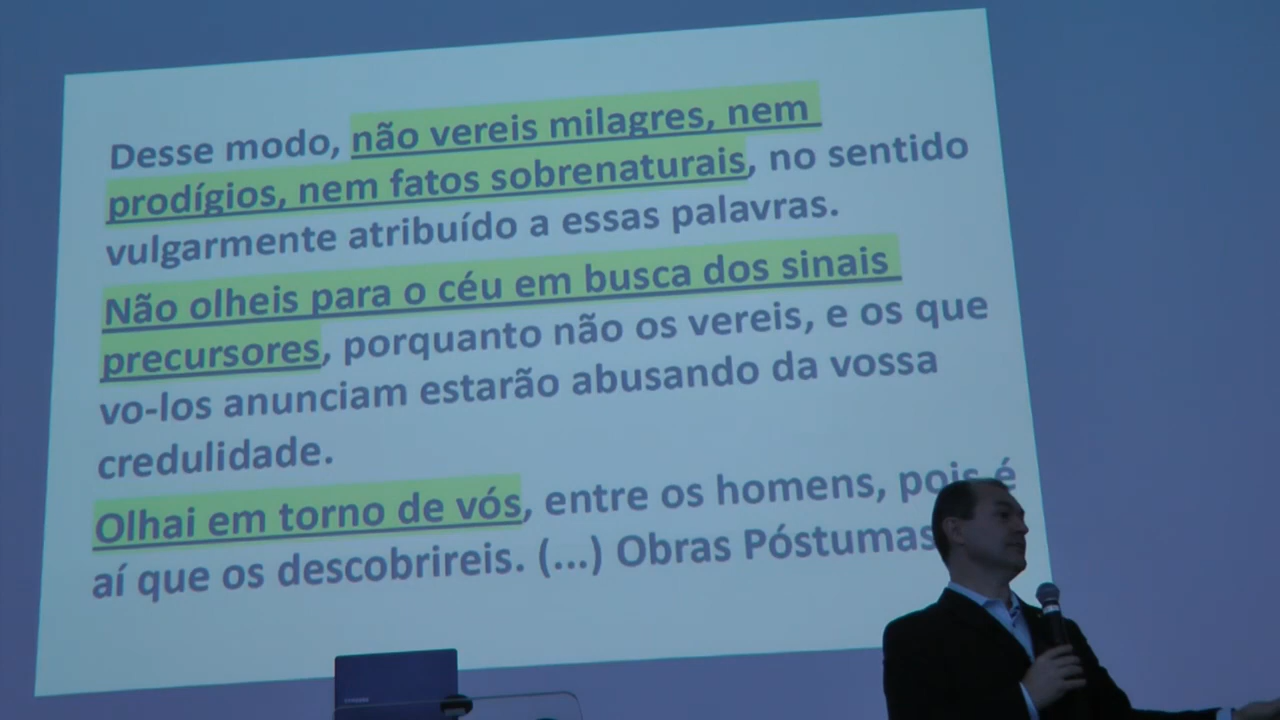 Desse modo, não vereis milagres, nem
prodígios, nem fatos sobrenaturais, no sentido
vulgarmente atribuído a essas palavras.
Não olheis para o céu em busca dos sinais
precursores, porquanto não os vereis, e os que
vo-los anunciam estarão abusando da vossa
credulidade.
Olhai em torno de vós, entre os homens, pois é
aí que os descobrireis. (...) Obras Póstumas